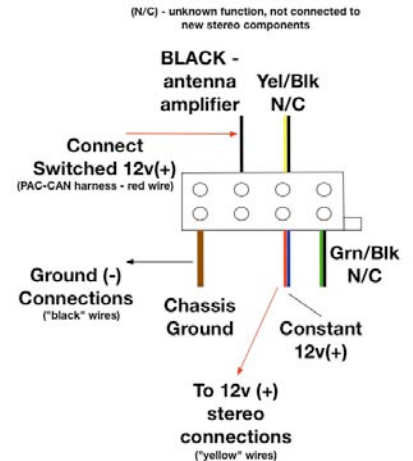 (N/C) - unknown function, not connected to
new stereo components
BLACK -
antenna
amplifier
Yel/Blk
N/C
Connect
Switched 12v(+)
(PAC-CAN harness - red wire)
Grn/Blk
N/C
Ground (-)
Connections
("black" wires)
Chassis
Ground
Constant
12v(+)
To 12v (+)
stereo
connections
("yellow" wires)